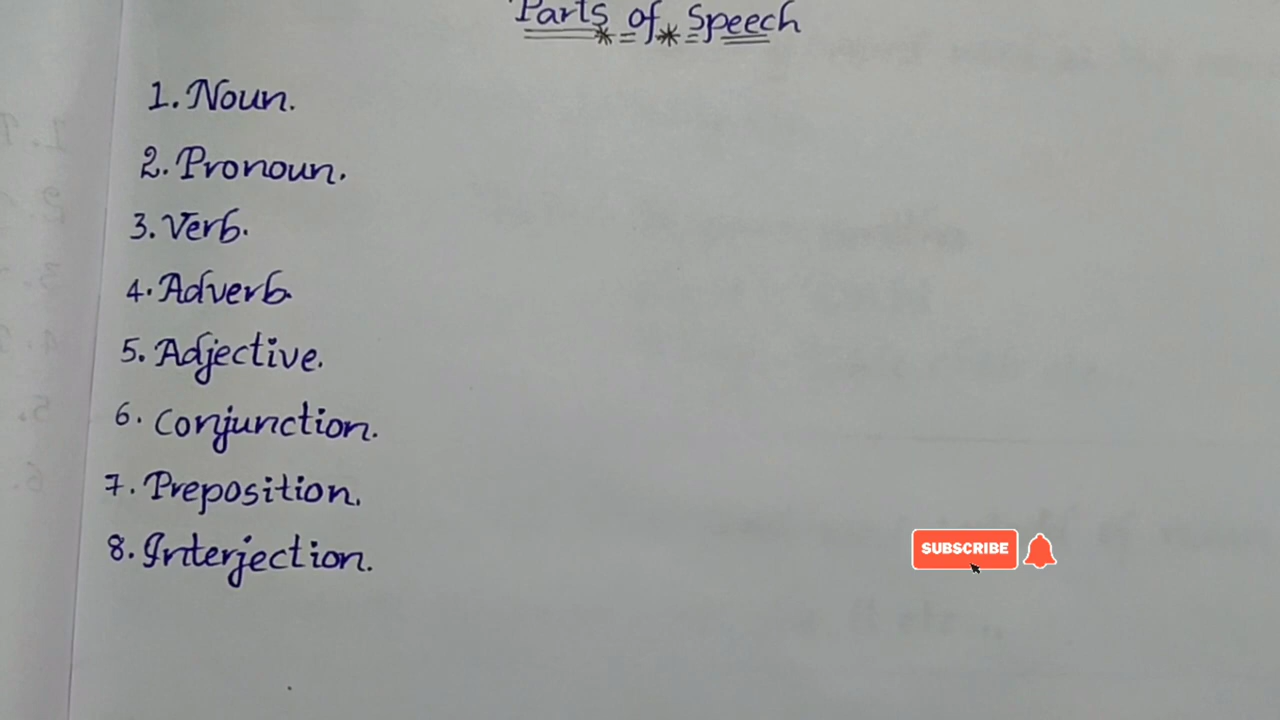 Parts of Speech
1. Noun.
2. Pronoun.
3. Verb.
4. Adverb.
5. Adjective.
6. Conjunction.
7. Preposition.
8. Interjection.
SUBSCRIBE